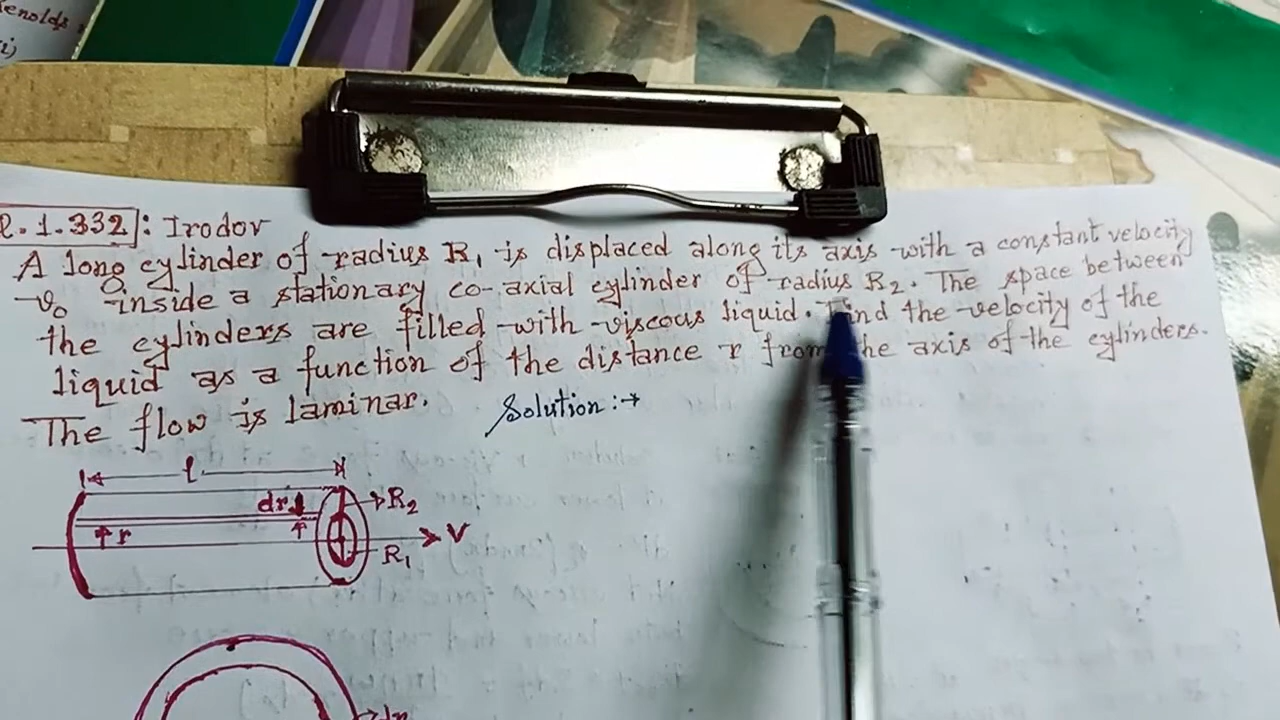 enolds
i)
Q.1.332: Irodov
A long cylinder of radius R₁ is displaced along its axis with a constant velocity
v₀ inside a stationary co-axial cylinder of radius R₂. The space between
the cylinders are filled with viscous liquid. Find the velocity of the
liquid as a function of the distance r from the axis of the cylinders.
The flow is laminar. Solution :→
l
dr R₂
r V
R₁
dr